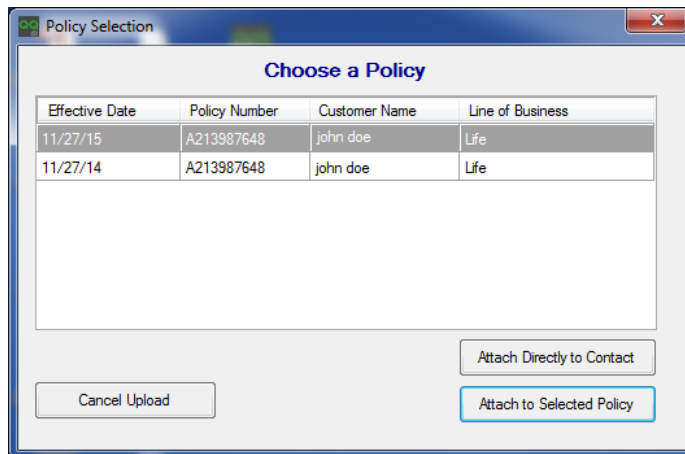 Policy Selection
Choose a Policy
Effective Date Policy Number Customer Name Line of Business
11/27/15 A213987648 john doe Life
11/27/14 A213987648 john doe Life
Attach Directly to Contact
Cancel Upload
Attach to Selected Policy